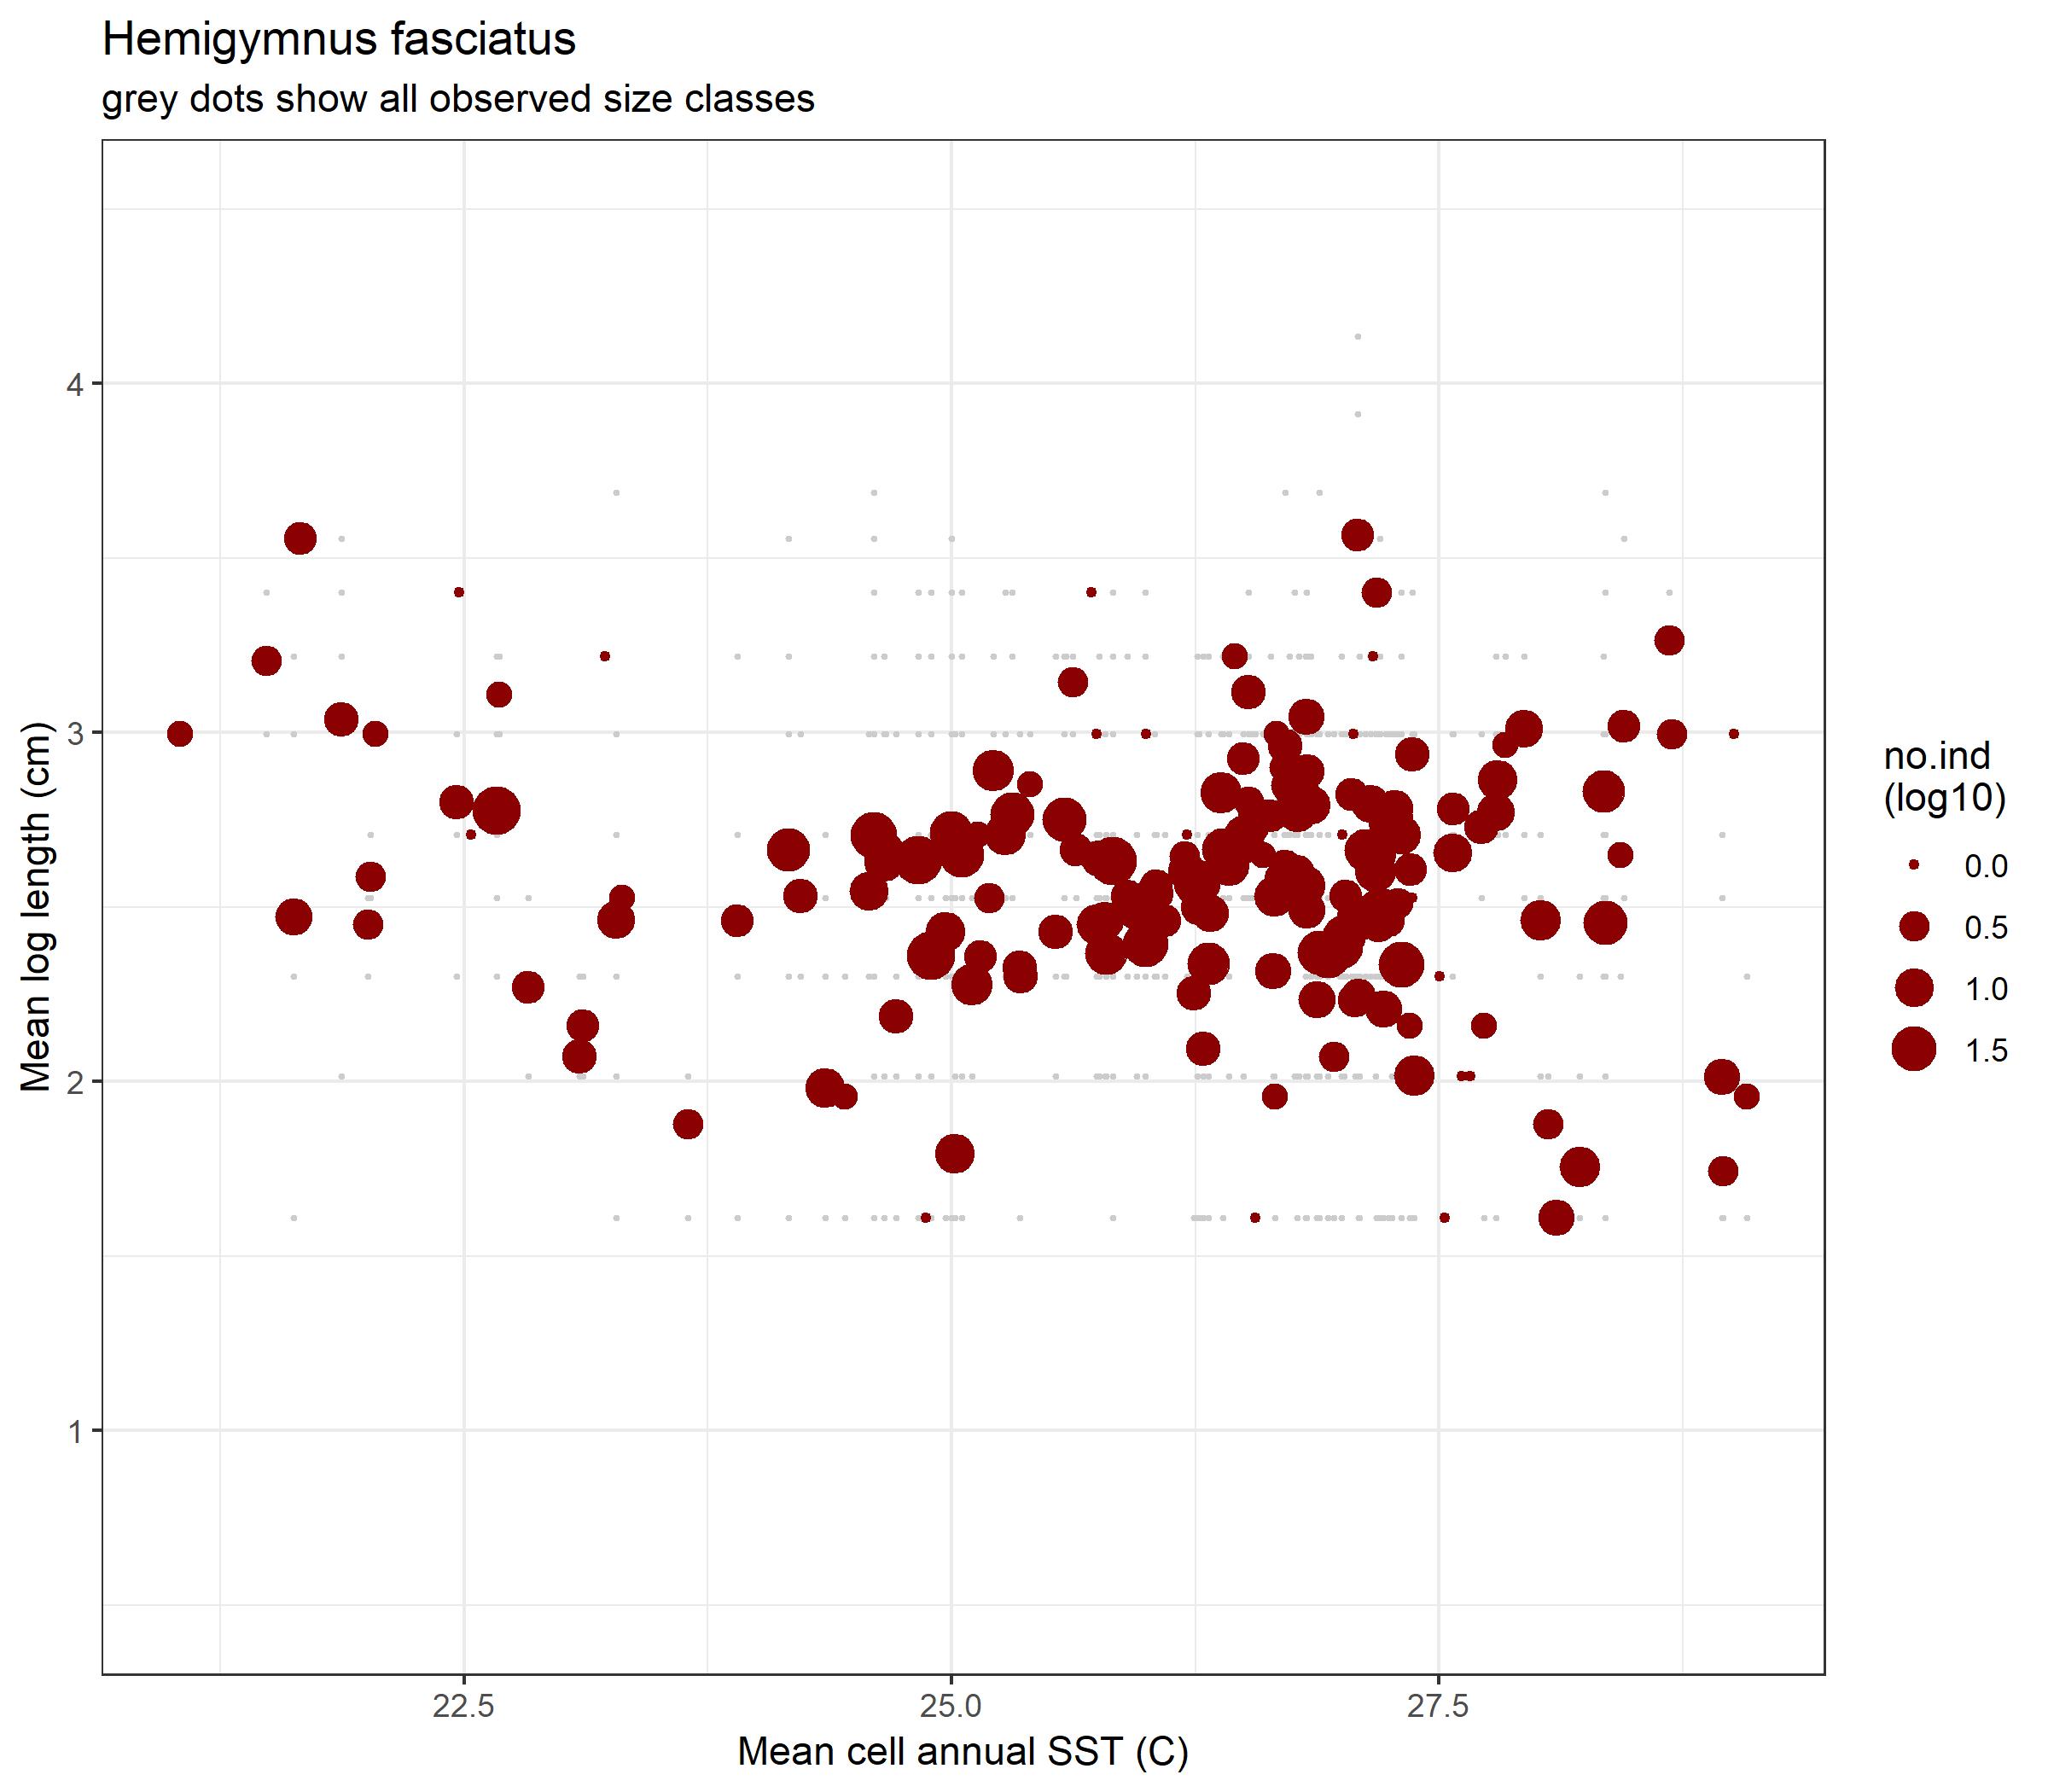 Hemigymnus fasciatus
grey dots show all observed size classes
Mean log length (cm)
4
3
2
1
22.5 25.0 27.5
Mean cell annual SST (C)
no.ind
(log10)
0.0
0.5
1.0
1.5